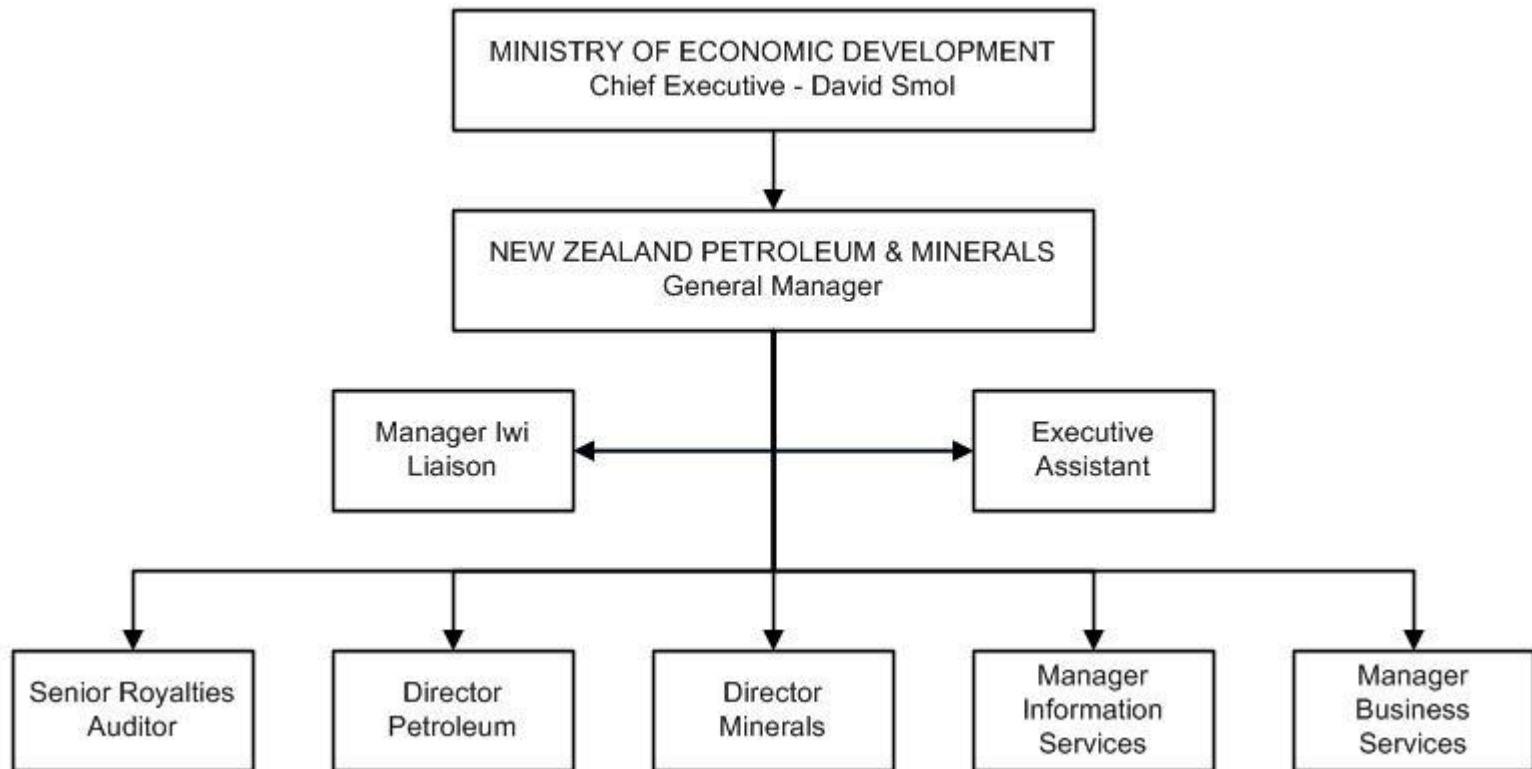 MINISTRY OF ECONOMIC DEVELOPMENT
Chief Executive - David Smol
NEW ZEALAND PETROLEUM & MINERALS
General Manager
Manager Iwi
Liaison
Executive
Assistant
Senior Royalties
Auditor
Director
Petroleum
Director
Minerals
Manager
Information
Services
Manager
Business
Services